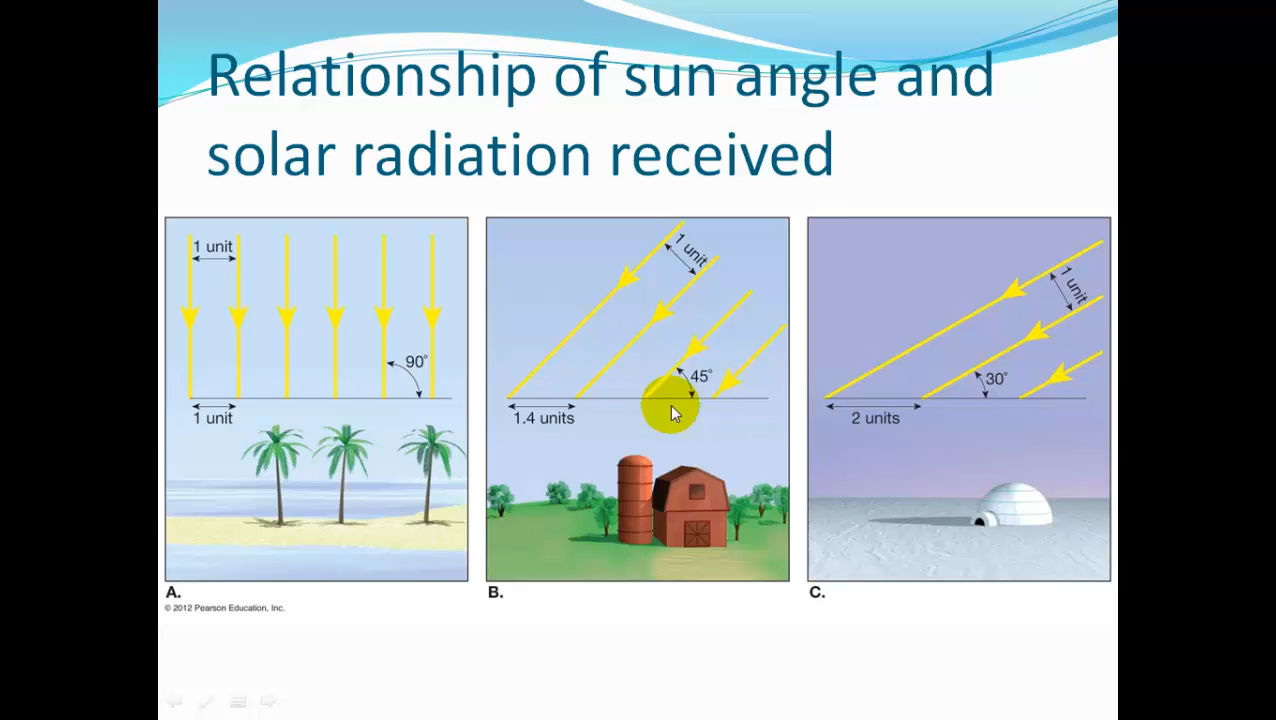 Relationship of sun angle and
solar radiation received
1 unit
90°
1 unit
A.
1 unit
45°
1.4 units
B.
1 unit
30°
2 units
C.
© 2012 Pearson Education, Inc.